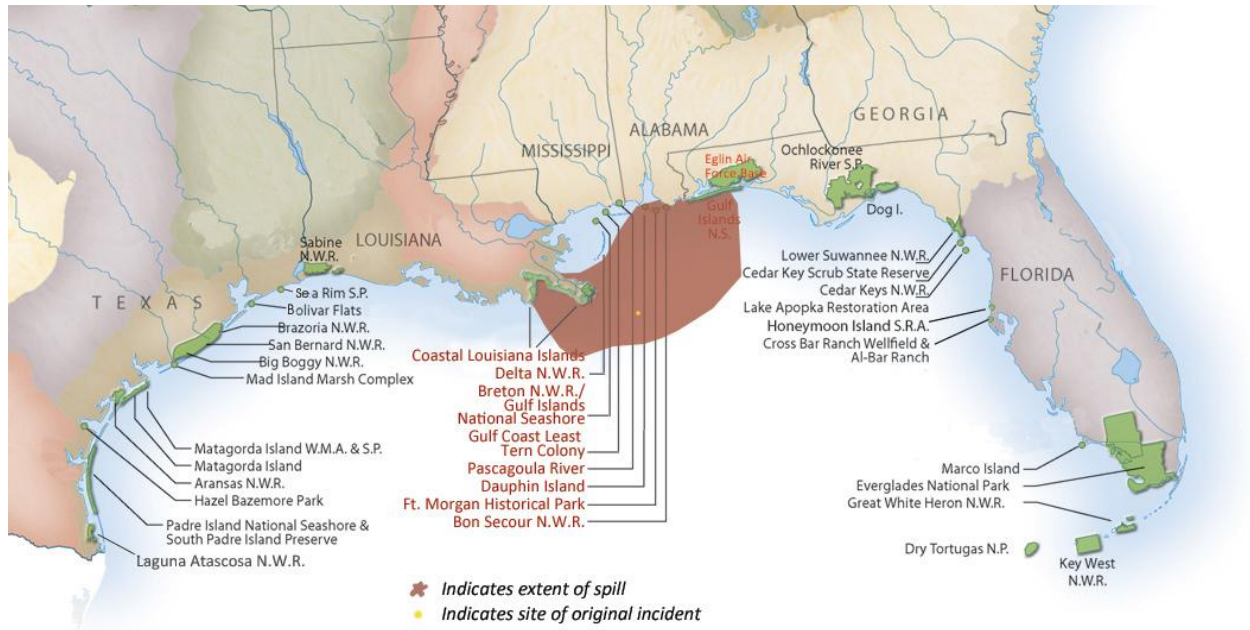 GEORGIA
ALABAMA
MISSISSIPPI
Ochlockonee
River S.P.
Eglin Air
Force Base
Dog I.
Gulf
Islands
N.S.
LOUISIANA
Sabine
N.W.R.
TEXAS
FLORIDA
Sea Rim S.P.
Bolivar Flats
Brazoria N.W.R.
San Bernard N.W.R.
Big Boggy N.W.R.
Mad Island Marsh Complex
Matagorda Island W.M.A. & S.P.
Matagorda Island
Aransas N.W.R.
Hazel Bazemore Park
Padre Island National Seashore &
South Padre Island Preserve
Laguna Atascosa N.W.R.
Coastal Louisiana Islands
Delta N.W.R.
Breton N.W.R./
Gulf Islands
National Seashore
Gulf Coast Least
Tern Colony
Pascagoula River
Dauphin Island
Ft. Morgan Historical Park
Bon Secour N.W.R.
Lower Suwannee N.W.R.
Cedar Key Scrub State Reserve
Cedar Keys N.W.R.
Lake Apopka Restoration Area
Honeymoon Island S.R.A.
Cross Bar Ranch Wellfield &
Al-Bar Ranch
Marco Island
Everglades National Park
Great White Heron N.W.R.
Dry Tortugas N.P.
Key West
N.W.R.
Indicates extent of spill
Indicates site of original incident